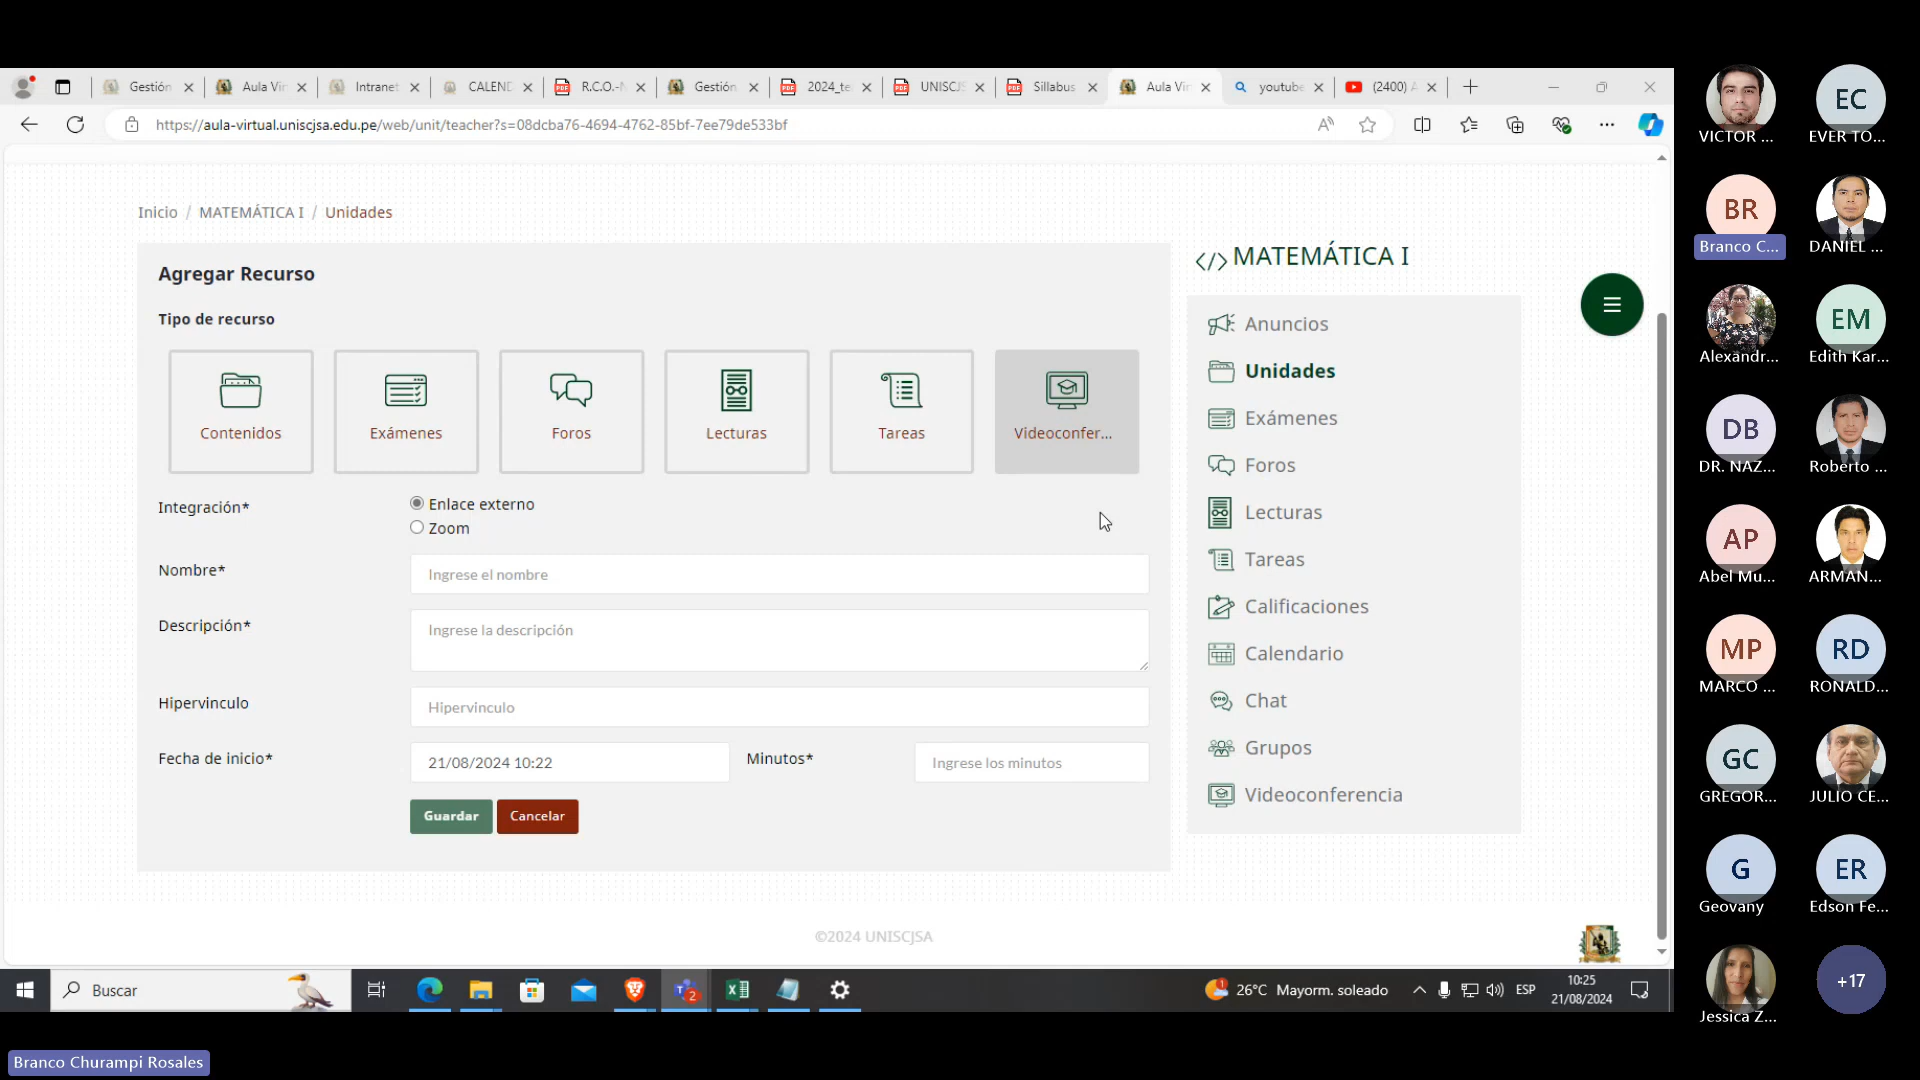 Gestión
Aula Vir
Intranet
CALEND
R.C.O.-N
Gestión
2024_te
UNISCJS
Sillabus
Aula Vir
youtube
(2400) A
https://aula-virtual.uniscjsa.edu.pe/web/unit/teacher?s=08dcba76-4694-4762-85bf-7ee79de533bf
Inicio / MATEMÁTICA I / Unidades
Agregar Recurso
Tipo de recurso
Contenidos
Exámenes
Foros
Lecturas
Tareas
Videoconfer...
Integración*
Enlace externo
Zoom
Nombre*
Ingrese el nombre
Descripción*
Ingrese la descripción
Hipervinculo
Hipervinculo
Fecha de inicio*
21/08/2024 10:22
Minutos*
Ingrese los minutos
Guardar
Cancelar
</> MATEMÁTICA I
Anuncios
Unidades
Exámenes
Foros
Lecturas
Tareas
Calificaciones
Calendario
Chat
Grupos
Videoconferencia
©2024 UNISCJSA
Buscar
2
1
26°C Mayorm. soleado
ESP
10:25
21/08/2024
VICTOR ...
EC
EVER TO...
BR
Branco C...
DANIEL ...
Alexandr...
EM
Edith Kar...
DB
DR. NAZ...
Roberto ...
AP
Abel Mu...
ARMAN...
MP
MARCO ...
RD
RONALD...
GC
GREGOR...
JULIO CE...
G
Geovany
ER
Edson Fe...
Jessica Z...
+17
Branco Churampi Rosales